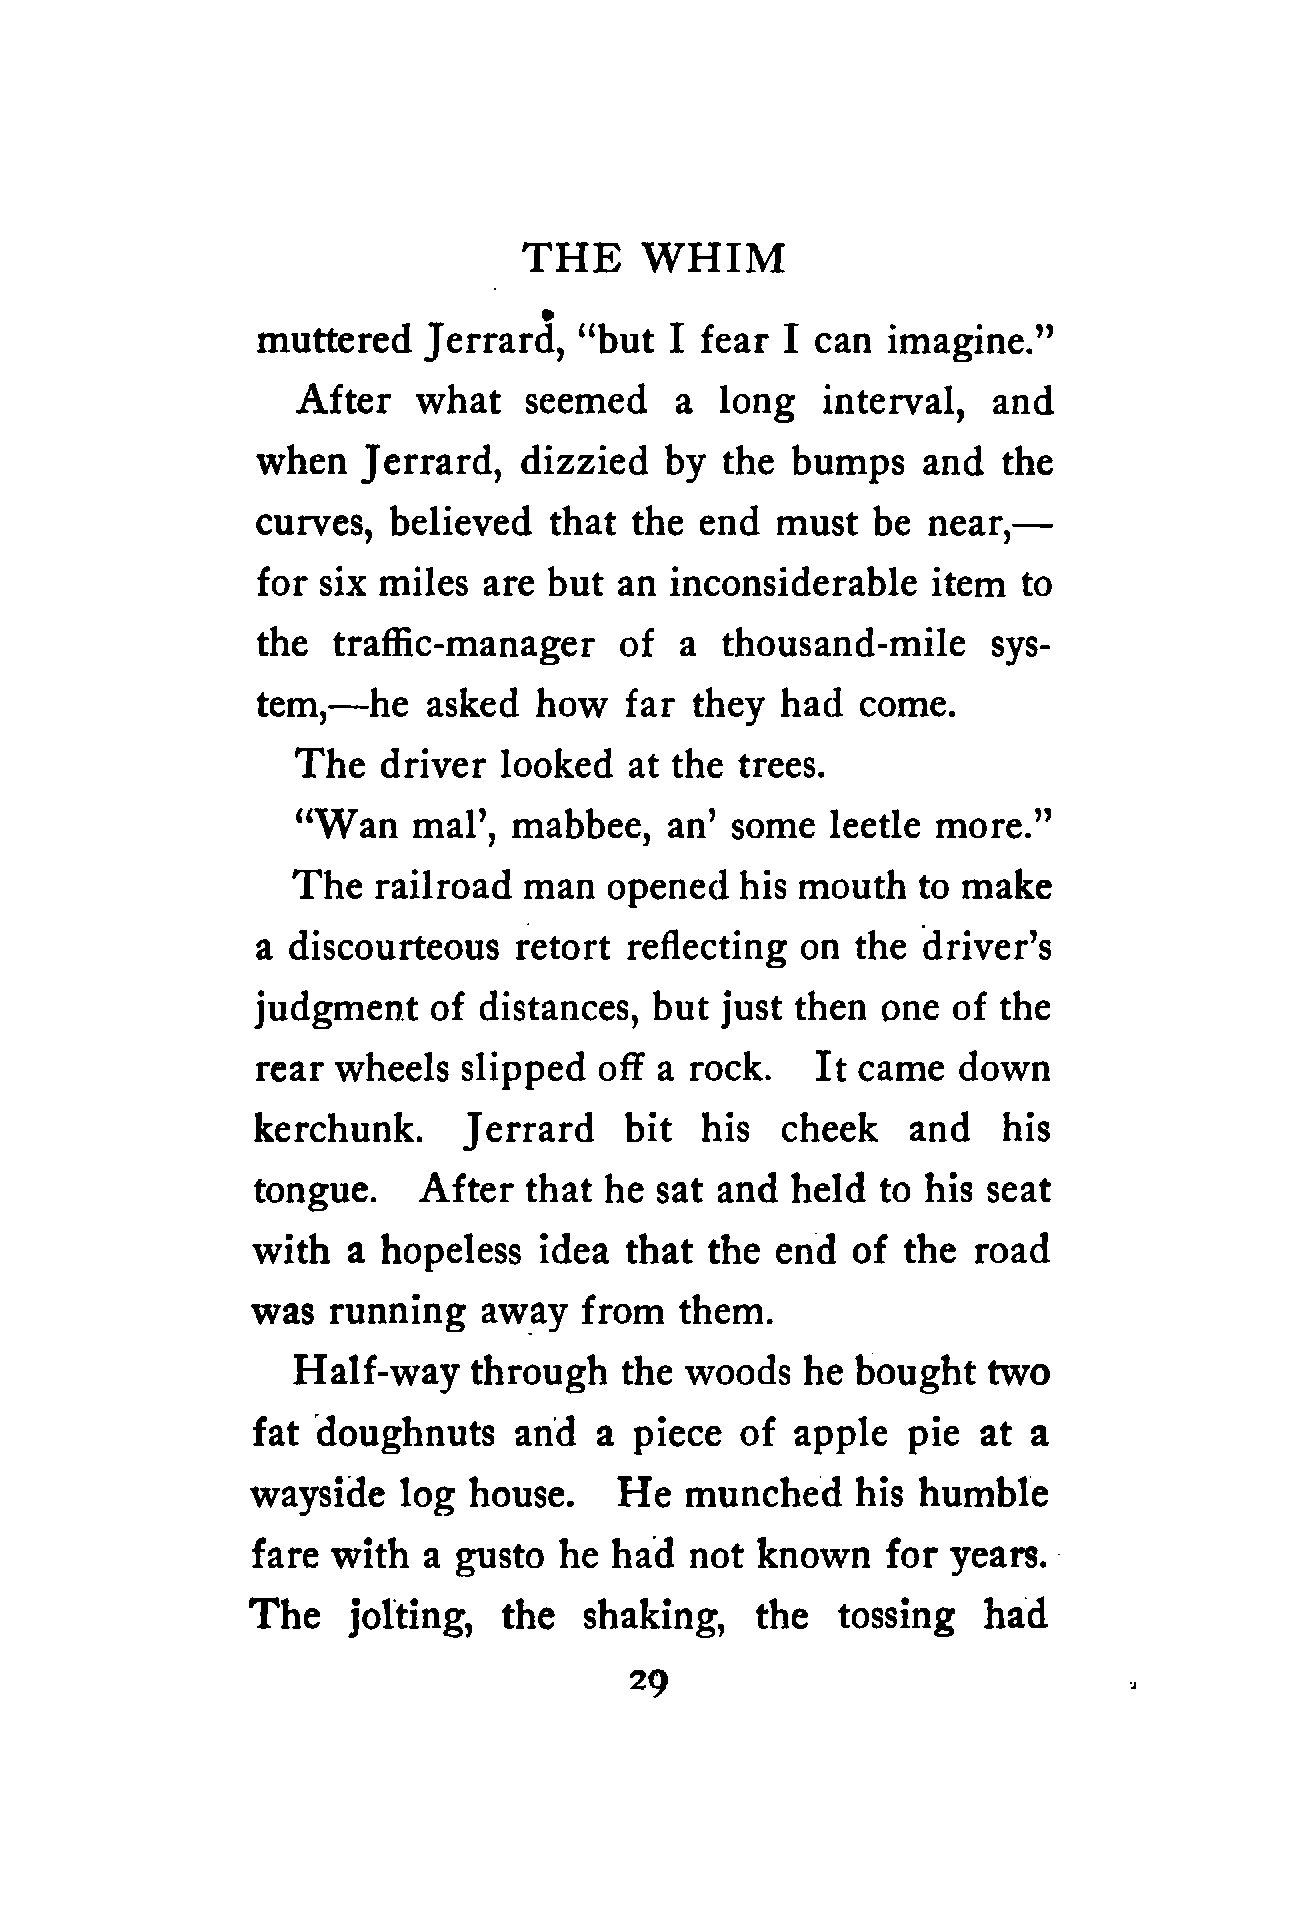 THE WHIM
muttered Jerrard, “but I fear I can imagine.”
After what seemed a long interval, and
when Jerrard, dizzied by the bumps and the
curves, believed that the end must be near,—
for six miles are but an inconsiderable item to
the traffic-manager of a thousand-mile sys-
tem,—he asked how far they had come.
The driver looked at the trees.
“Wan mal’, mabbee, an’ some leetle more.”
The railroad man opened his mouth to make
a discourteous retort reflecting on the driver’s
judgment of distances, but just then one of the
rear wheels slipped off a rock. It came down
kerchunk. Jerrard bit his cheek and his
tongue. After that he sat and held to his seat
with a hopeless idea that the end of the road
was running away from them.
Half-way through the woods he bought two
fat doughnuts and a piece of apple pie at a
wayside log house. He munched his humble
fare with a gusto he had not known for years.
The jolting, the shaking, the tossing had
29